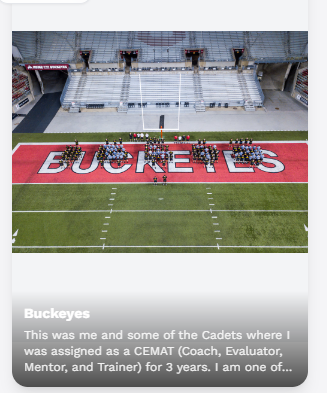 BUCKEYES
Buckeyes
This was me and some of the Cadets where I
was assigned as a CEMAT (Coach, Evaluator,
Mentor, and Trainer) for 3 years. I am one of...